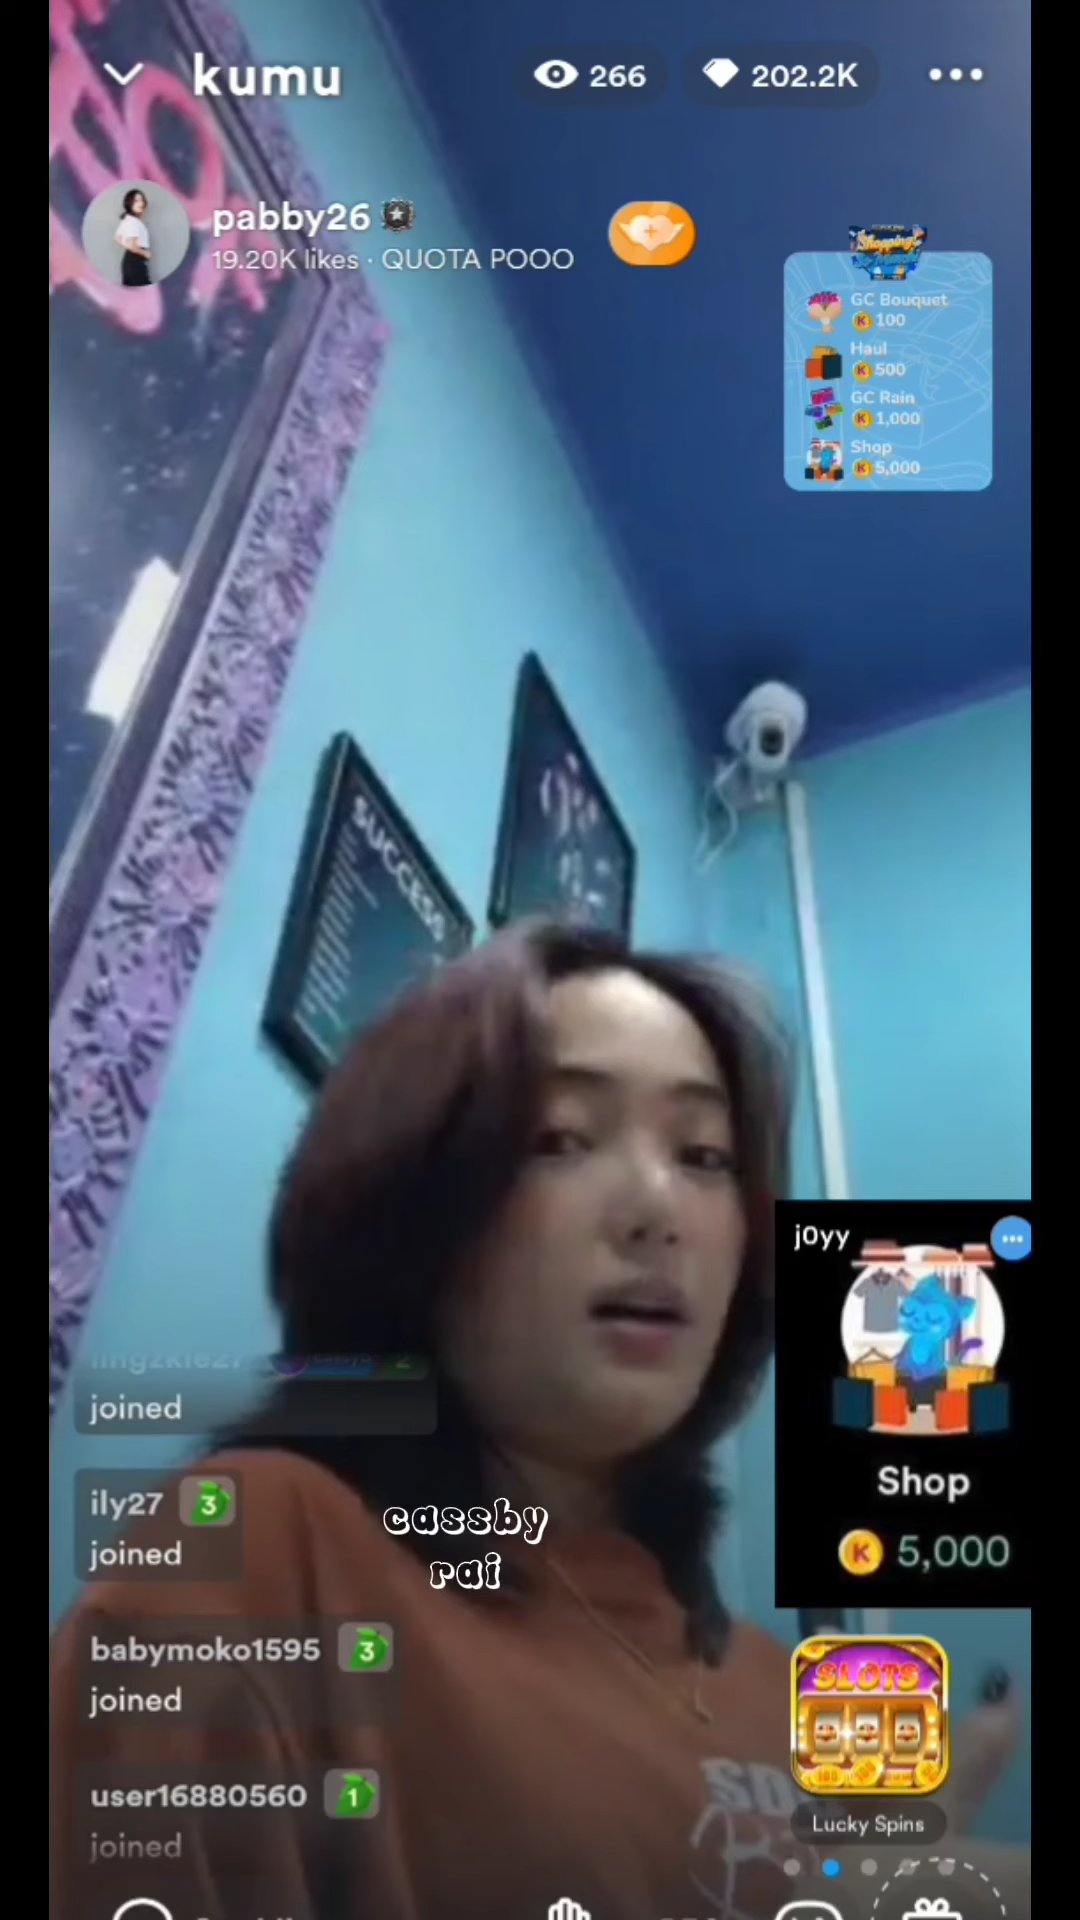 kumu
266
202.2K
pabby26
19.20K likes · QUOTA POOO
Shopping
GC Bouquet
K 100
Haul
K 500
GC Rain
K 1,000
Shop
K 5,000
SUCCESS
j0yy
Shop
K 5,000
joined
ily27 3
joined
cassby
rai
babymoko1595 3
joined
user16880560 1
joined
SLOTS
Lucky Spins